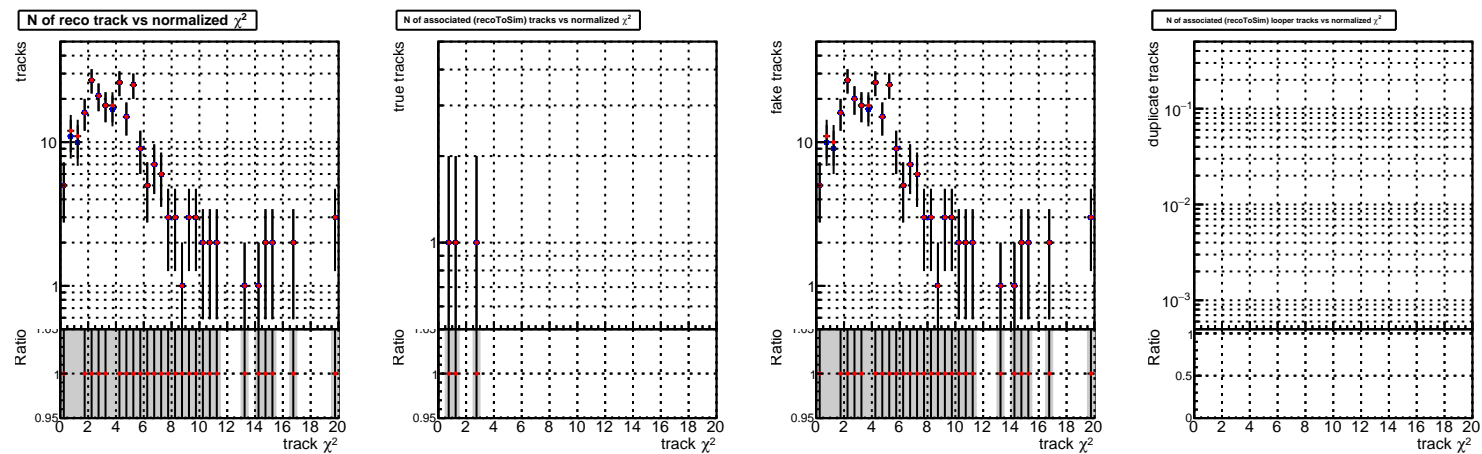 N of reco track vs normalized χ²
tracks
10
1
Ratio
1.05
1
0.95
0 2 4 6 8 10 12 14 16 18 20
track χ²
N of associated (recoToSim) tracks vs normalized χ²
true tracks
1
Ratio
1.05
1
0.95
0 2 4 6 8 10 12 14 16 18 20
track χ²
fake tracks
10
1
Ratio
1.05
1
0.95
0 2 4 6 8 10 12 14 16 18 20
track χ²
N of associated (recoToSim) looper tracks vs normalized χ²
duplicate tracks
10⁻¹
10⁻²
10⁻³
Ratio
1
0.5
0
0 2 4 6 8 10 12 14 16 18 20
track χ²